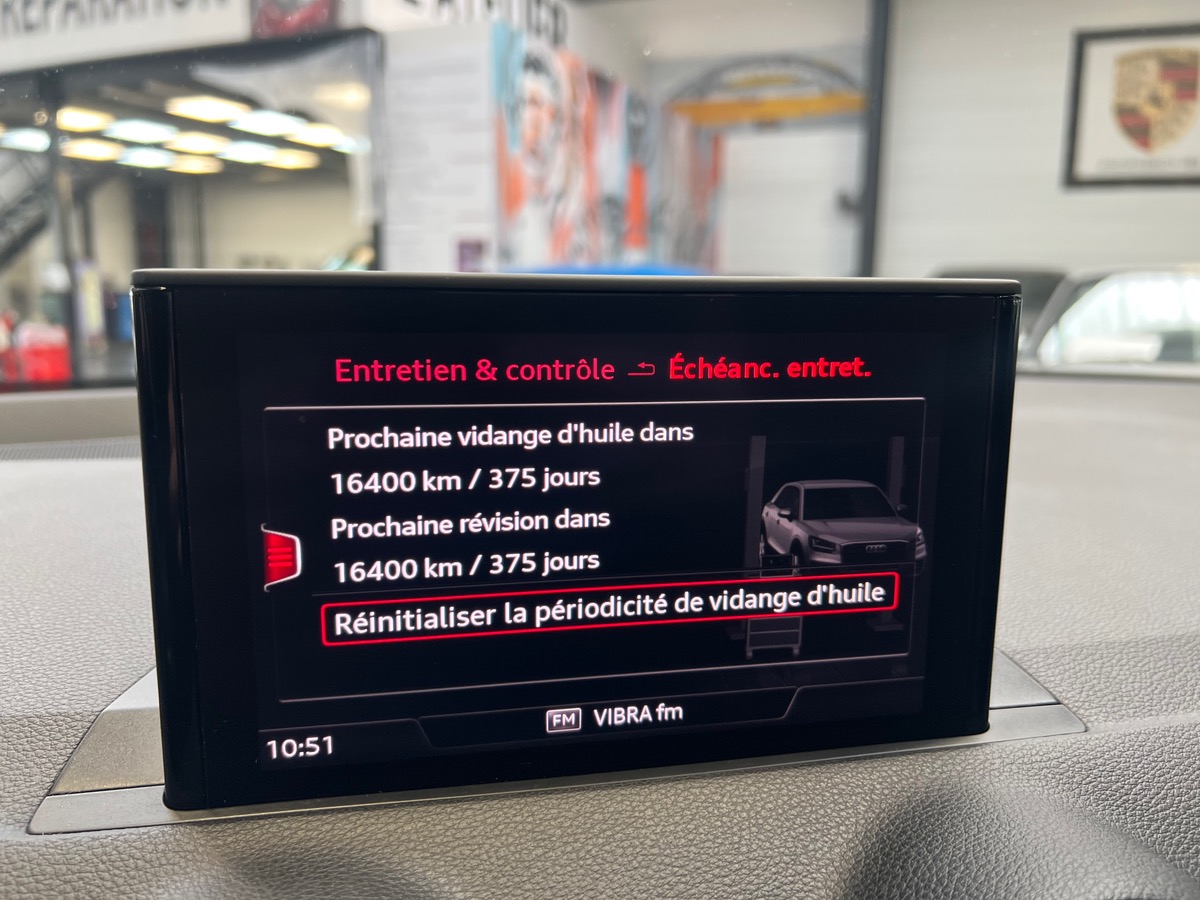 Entretien & contrôle Échéanc. entret.
Prochaine vidange d'huile dans
16400 km / 375 jours
Prochaine révision dans
16400 km / 375 jours
Réinitialiser la périodicité de vidange d'huile
FM VIBRA fm
10:51